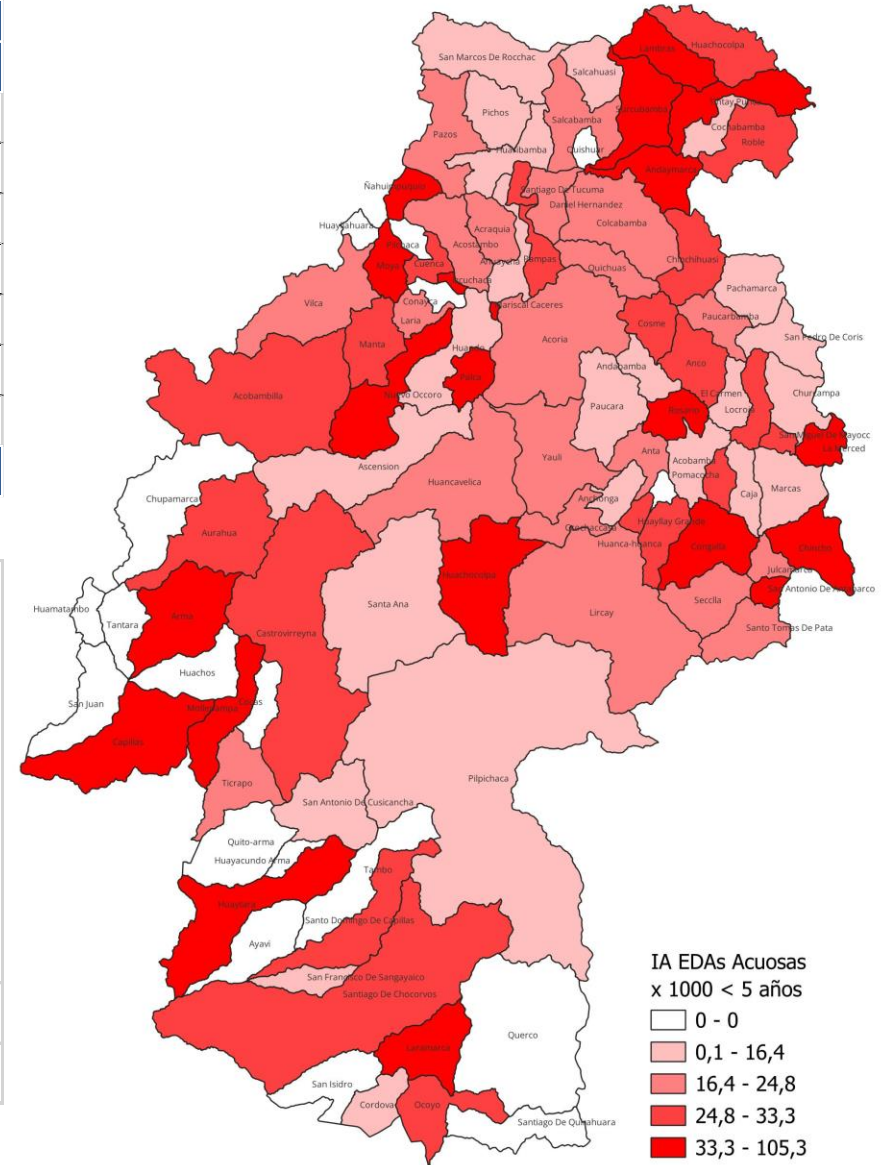 San Marcos De Rocchac
Salcahuasi
Huachocolpa
Lambras
Pichos
Salcabamba
Surcubamba
Tintay Puncu
Cochabamba
Roble
Pazos
Huaribamba
Quishuar
Andaymarca
Ñahuimpuquio
Santiago De Tucuma
Daniel Hernandez
Colcabamba
Huayllahuara
Pilchaca
Acraquia
Acostambo
Pampas
Chinchihuasi
Moya
Cuenca
Quichuas
Pachamarca
Vilca
Conayca
Mariscal Caceres
Paucarbamba
Laria
Acoria
Cosme
San Pedro De Coris
Manta
Huando
Anco
Andabamba
Palca
Acobambilla
Nuevo Occoro
Paucara
Rosario
El Carmen
Locroja
Churcampa
San Miguel De Mayocc
La Merced
Ascension
Yauli
Anta
Acobamba
Pomacocha
Huancavelica
Caja
Marcas
Chupamarca
Anchonga
Aurahua
Ccochaccasa
Huayllay Grande
Huanca-huanca
Congalla
Chincho
Huachocolpa
Julcamarca
San Antonio De Antaparco
Huamatambo
Tantara
Arma
Santa Ana
Secclla
Lircay
Santo Tomas De Pata
Castrovirreyna
Huachos
San Juan
Mollepampa
Cocas
Capillas
Ticrapo
Pilpichaca
San Antonio De Cusicancha
Quito-arma
Huayacundo Arma
Tambo
Huaytara
Santo Domingo De Capillas
Ayavi
San Francisco De Sangayaico
Santiago De Chocorvos
Querco
Laramarca
San Isidro
Cordova
Ocoyo
Santiago De Quirahuara
IA EDAs Acuosas
x 1000 < 5 años
0 - 0
0,1 - 16,4
16,4 - 24,8
24,8 - 33,3
33,3 - 105,3